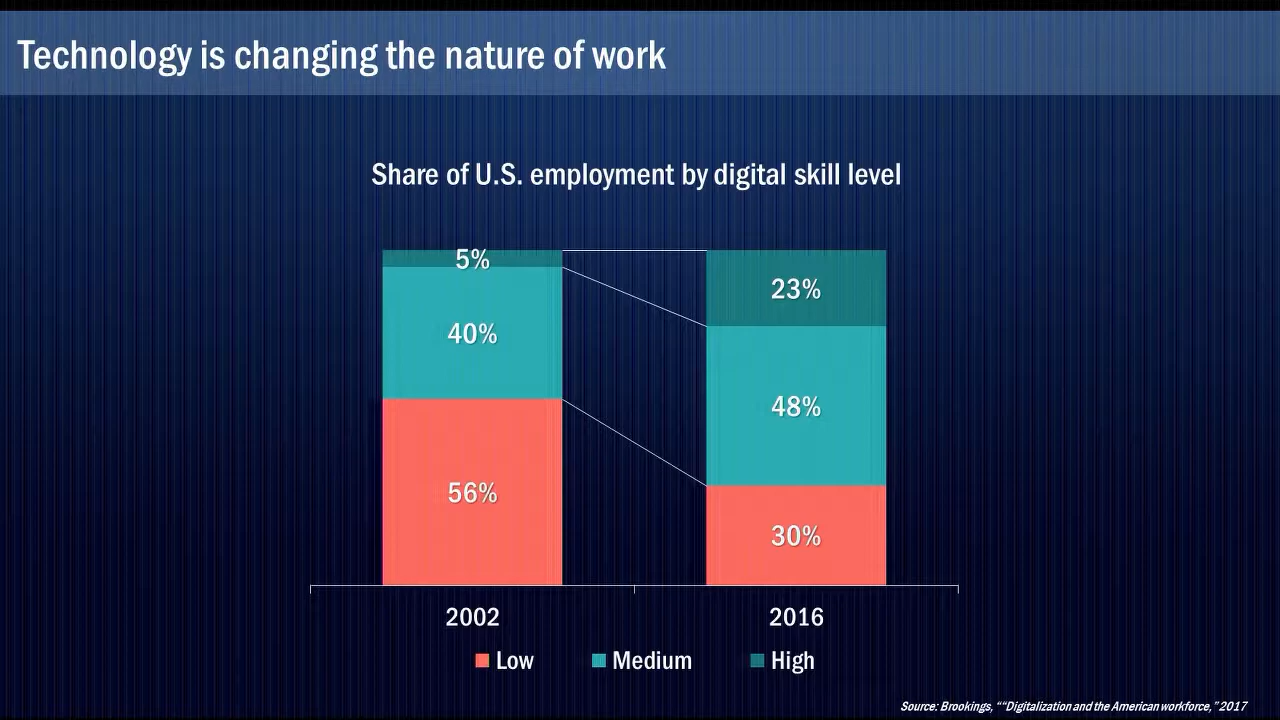 Technology is changing the nature of work
Share of U.S. employment by digital skill level
5%
23%
40%
48%
56%
30%
2002
2016
Low
Medium
High
Source: Brookings, ““Digitalization and the American workforce,” 2017